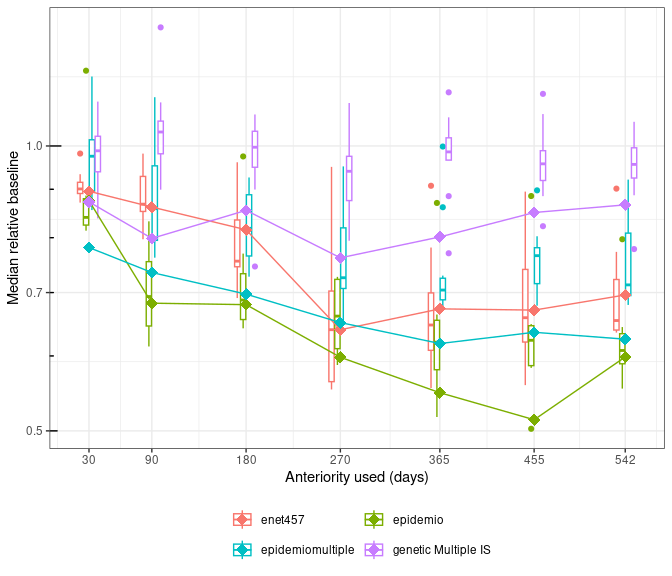 Median relative baseline
1.0
0.7
0.5
30 90 180 270 365 455 542
Anteriority used (days)
enet457 epidemio
epidemiomultiple genetic Multiple IS